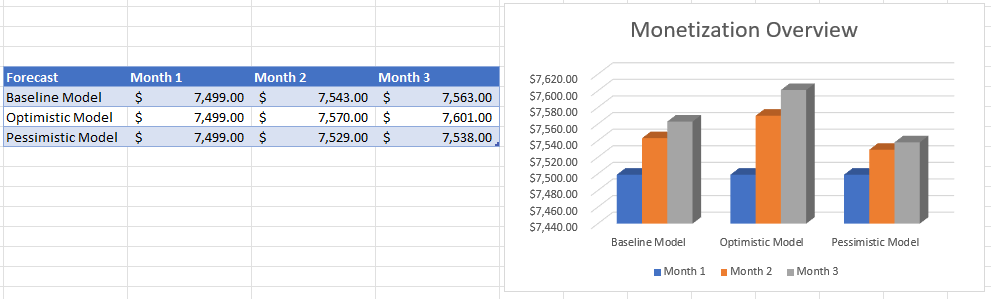 Forecast Month 1 Month 2 Month 3
Baseline Model $ 7,499.00 $ 7,543.00 $ 7,563.00
Optimistic Model $ 7,499.00 $ 7,570.00 $ 7,601.00
Pessimistic Model $ 7,499.00 $ 7,529.00 $ 7,538.00
Monetization Overview
$7,620.00
$7,600.00
$7,580.00
$7,560.00
$7,540.00
$7,520.00
$7,500.00
$7,480.00
$7,460.00
$7,440.00
Baseline Model Optimistic Model Pessimistic Model
Month 1 Month 2 Month 3